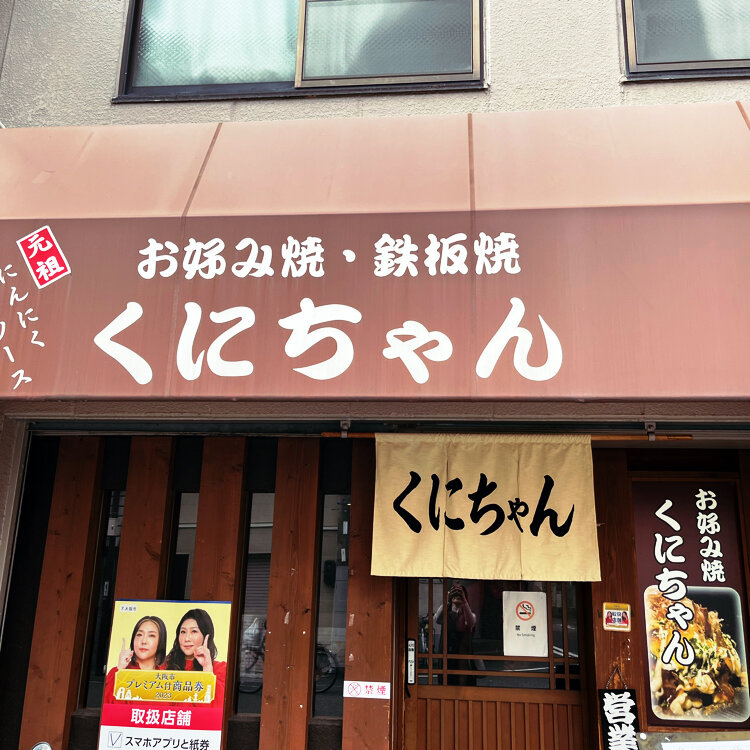 元祖
にんにくソース
お好み焼・鉄板焼
くにちゃん
くにちゃん
お好み焼
くにちゃん
禁煙
No Smoking
禁煙
大阪市
プレミアム付商品券
2023
取扱店舗
スマホアプリと紙券
営業